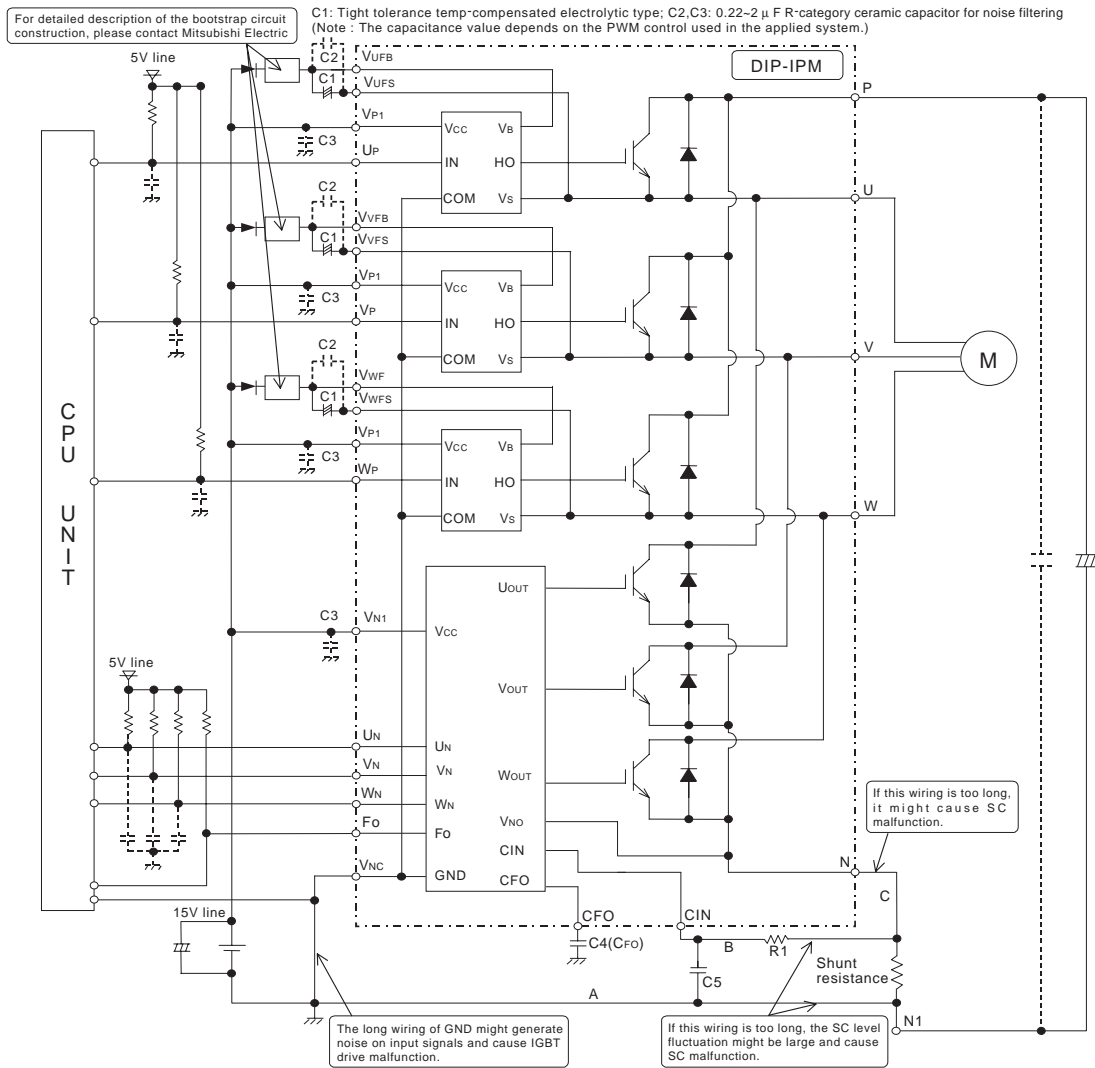 C1: Tight tolerance temp-compensated electrolytic type; C2,C3: 0.22~2 μ F R-category ceramic capacitor for noise filtering
(Note : The capacitance value depends on the PWM control used in the applied system.)
For detailed description of the bootstrap circuit
construction, please contact Mitsubishi Electric
DIP-IPM
5V line
C2
VUFB
C1
VUFS
P
VP1
C3
VCC
VB
UP
IN
HO
COM
VS
U
C2
VVFB
C1
VVFS
VP1
C3
VCC
VB
VP
IN
HO
COM
VS
V
M
C2
VWF
C1
VWFS
VP1
C3
VCC
VB
WP
IN
HO
COM
VS
W
CPU UNIT
UOUT
C3
VN1
VCC
5V line
VOUT
UN
UN
VN
VN
WOUT
WN
WN
If this wiring is too long,
it might cause SC
malfunction.
Fo
Fo
VNO
CIN
VNC
GND
CFO
N
C
15V line
CFO
CIN
C4(CFO)
B
R1
Shunt
resistance
C5
A
N1
The long wiring of GND might generate
noise on input signals and cause IGBT
drive malfunction.
If this wiring is too long, the SC level
fluctuation might be large and cause
SC malfunction.